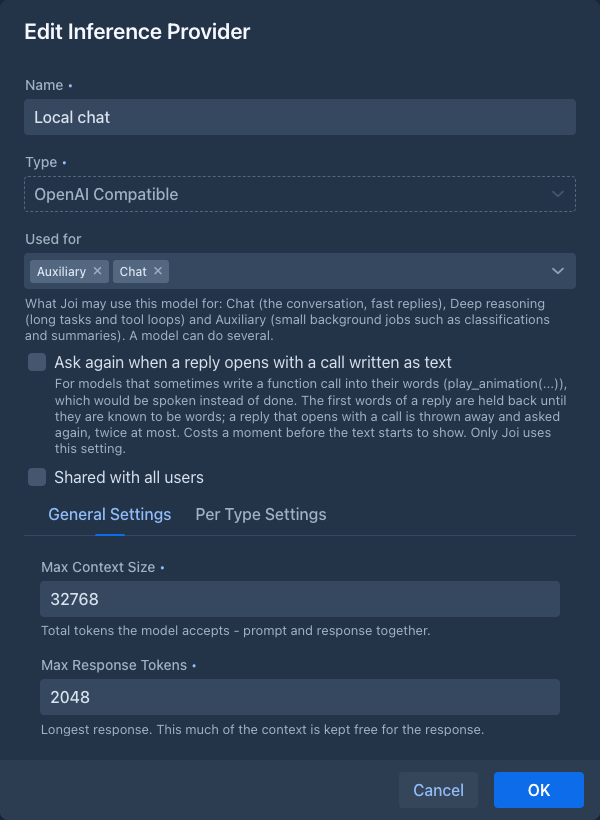 Edit Inference Provider
Name •
Local chat
Type •
OpenAI Compatible
Used for
Auxiliary ×
Chat ×
What Joi may use this model for: Chat (the conversation, fast replies), Deep reasoning
(long tasks and tool loops) and Auxiliary (small background jobs such as classifications
and summaries). A model can do several.
Ask again when a reply opens with a call written as text
For models that sometimes write a function call into their words (play_animation(...)),
which would be spoken instead of done. The first words of a reply are held back until
they are known to be words; a reply that opens with a call is thrown away and asked
again, twice at most. Costs a moment before the text starts to show. Only Joi uses
this setting.
Shared with all users
General Settings
Per Type Settings
Max Context Size •
32768
Total tokens the model accepts - prompt and response together.
Max Response Tokens •
2048
Longest response. This much of the context is kept free for the response.
Cancel
OK